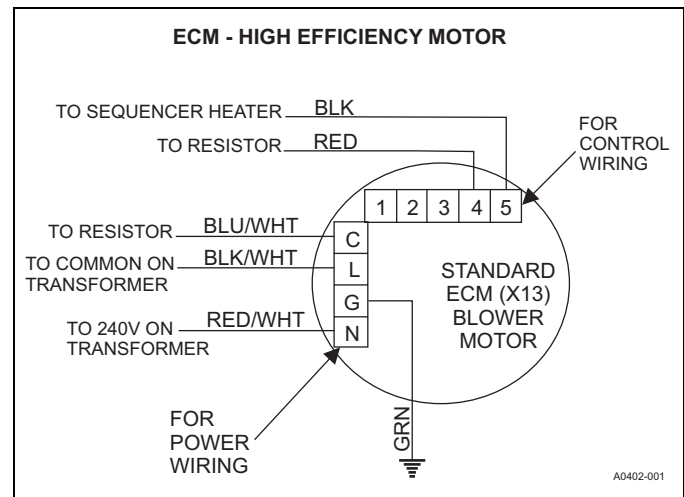 ECM - HIGH EFFICIENCY MOTOR
TO SEQUENCER HEATER BLK
TO RESISTOR RED
FOR
CONTROL
WIRING
1 2 3 4 5
TO RESISTOR BLU/WHT
C
TO COMMON ON
TRANSFORMER
BLK/WHT
L
G
TO 240V ON
TRANSFORMER
RED/WHT
N
STANDARD
ECM (X13)
BLOWER
MOTOR
FOR
POWER
WIRING
GRN
A0402-001